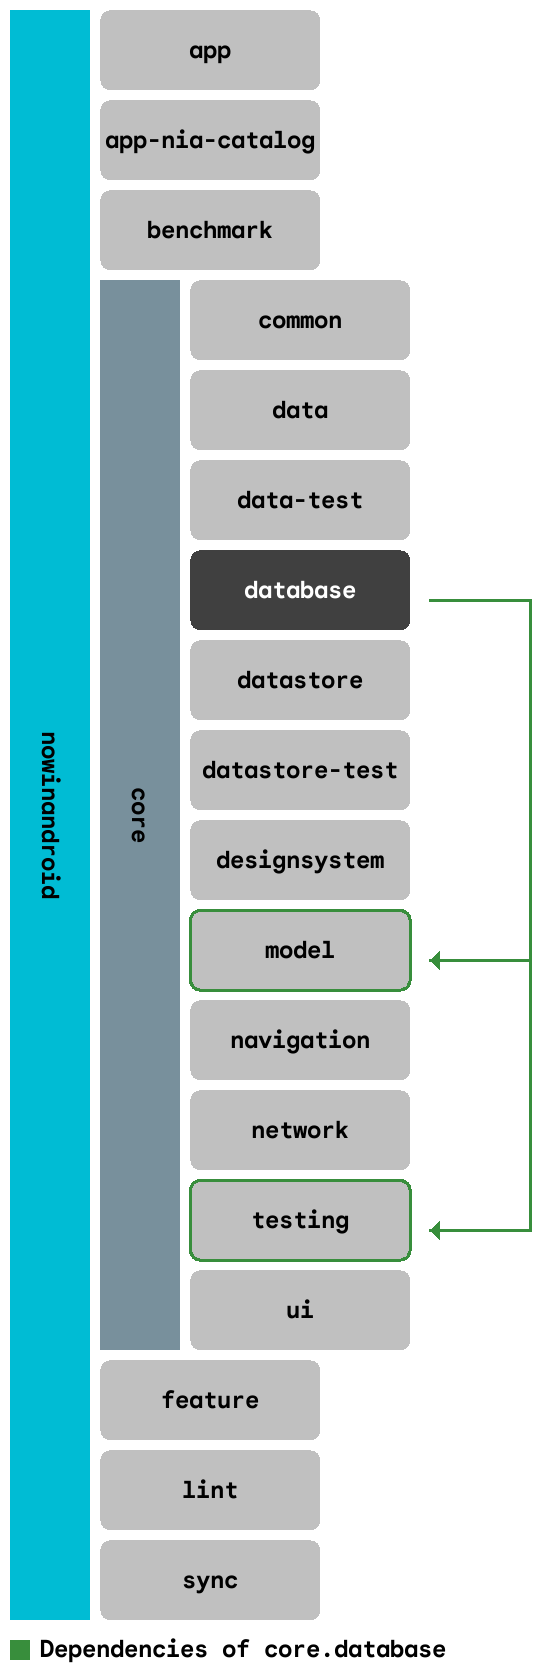 nowinandroid
app
app-nia-catalog
benchmark
core
common
data
data-test
database
datastore
datastore-test
designsystem
model
navigation
network
testing
ui
feature
lint
sync
Dependencies of core.database